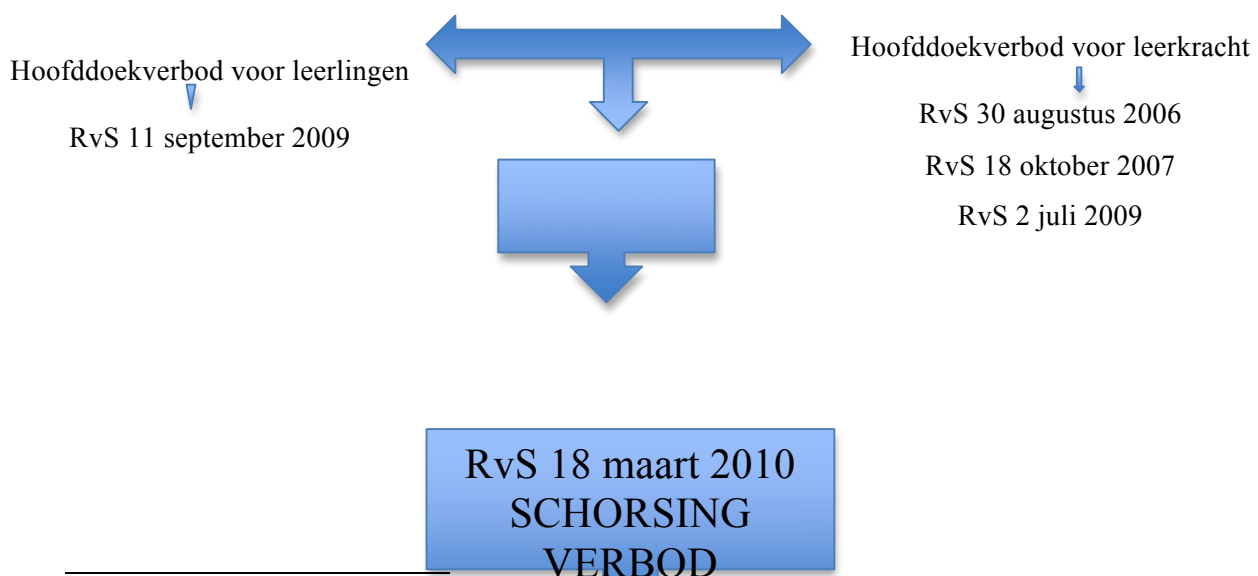 Hoofddoekverbod voor leerlingen
RvS 11 september 2009
Hoofddoekverbod voor leerkracht
RvS 30 augustus 2006
RvS 18 oktober 2007
RvS 2 juli 2009
RvS 18 maart 2010
SCHORSING
VERBOD